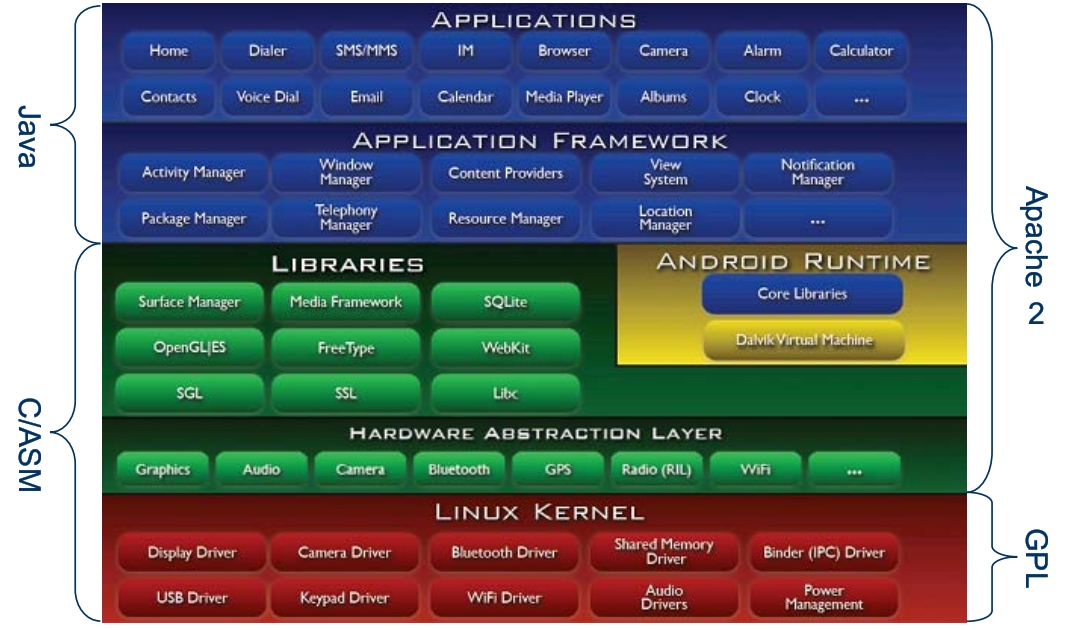 APPLICATIONS
Home Dialer SMS/MMS IM Browser Camera Alarm Calculator
Contacts Voice Dial Email Calendar Media Player Albums Clock ...
APPLICATION FRAMEWORK
Activity Manager Window Manager Content Providers View System Notification Manager
Package Manager Telephony Manager Resource Manager Location Manager ...
LIBRARIES
Surface Manager Media Framework SQLite
OpenGL|ES FreeType WebKit
SGL SSL Libc
ANDROID RUNTIME
Core Libraries
Dalvik Virtual Machine
HARDWARE ABSTRACTION LAYER
Graphics Audio Camera Bluetooth GPS Radio (RIL) WiFi ...
LINUX KERNEL
Display Driver Camera Driver Bluetooth Driver Shared Memory Driver Binder (IPC) Driver
USB Driver Keypad Driver WiFi Driver Audio Drivers Power Management
Java
C/ASM
Apache 2
GPL